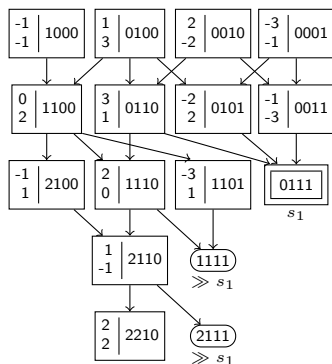 -1 -1 1000
1 3 0100
2 -2 0010
-3 -1 0001
0 2 1100
3 1 0110
-2 2 0101
-1 -3 0011
-1 1 2100
2 0 1110
-3 1 1101
0111
s₁
1 -1 2110
1111
≫ s₁
2 2 2210
2111
≫ s₁